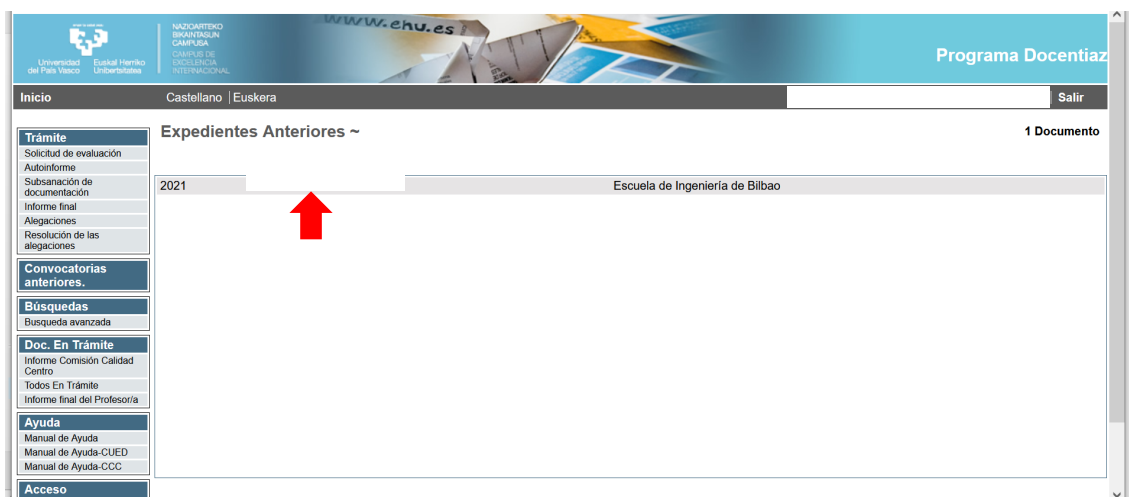 www.ehu.es
Universidad
del País Vasco
Euskal Herriko
Unibertsitatea
NAZIOARTEKO
BIKAINTASUN
CAMPUSA
CAMPUS DE
EXCELENCIA
INTERNACIONAL
Programa Docentiaz
Inicio
Castellano | Euskera
Salir
Trámite
Solicitud de evaluación
Autoinforme
Subsanación de
documentación
Informe final
Alegaciones
Resolución de las
alegaciones
Convocatorias
anteriores.
Búsquedas
Busqueda avanzada
Doc. En Trámite
Informe Comisión Calidad
Centro
Todos En Trámite
Informe final del Profesor/a
Ayuda
Manual de Ayuda
Manual de Ayuda-CUED
Manual de Ayuda-CCC
Acceso
Expedientes Anteriores ~
1 Documento
2021
Escuela de Ingeniería de Bilbao